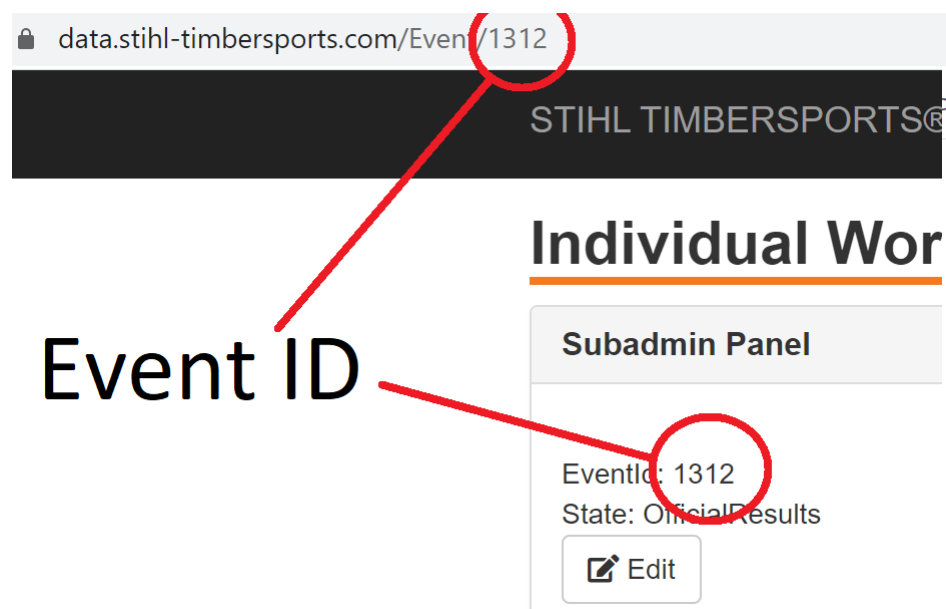 data.stihl-timbersports.com/Event/1312
STIHL TIMBERSPORTS®
Individual Wor
Subadmin Panel
Event ID
EventId: 1312
State: OfficialResults
Edit